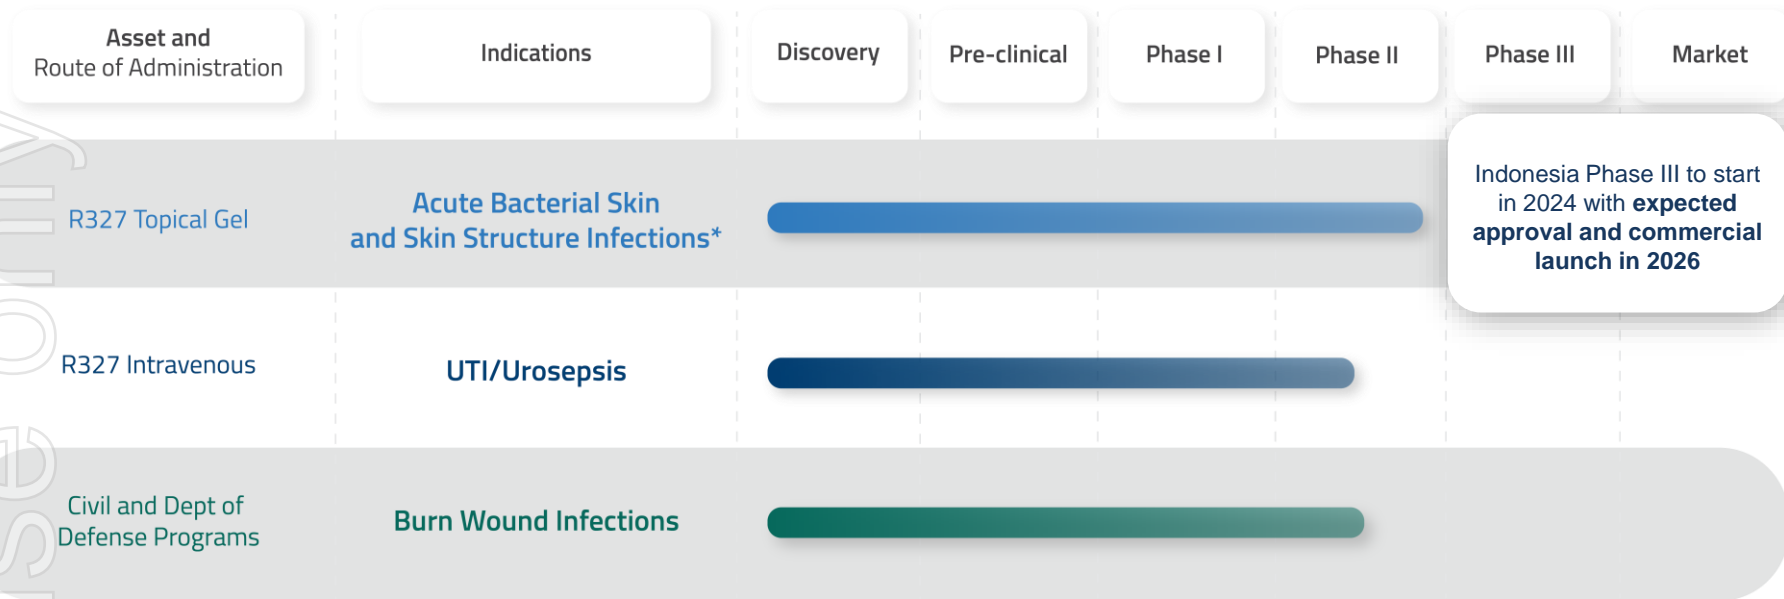 Asset and
Route of Administration
Indications
Discovery
Pre-clinical
Phase I
Phase II
Phase III
Market
R327 Topical Gel
Acute Bacterial Skin
and Skin Structure Infections*
Indonesia Phase III to start
in 2024 with expected
approval and commercial
launch in 2026
R327 Intravenous
UTI/Urosepsis
Civil and Dept of
Defense Programs
Burn Wound Infections